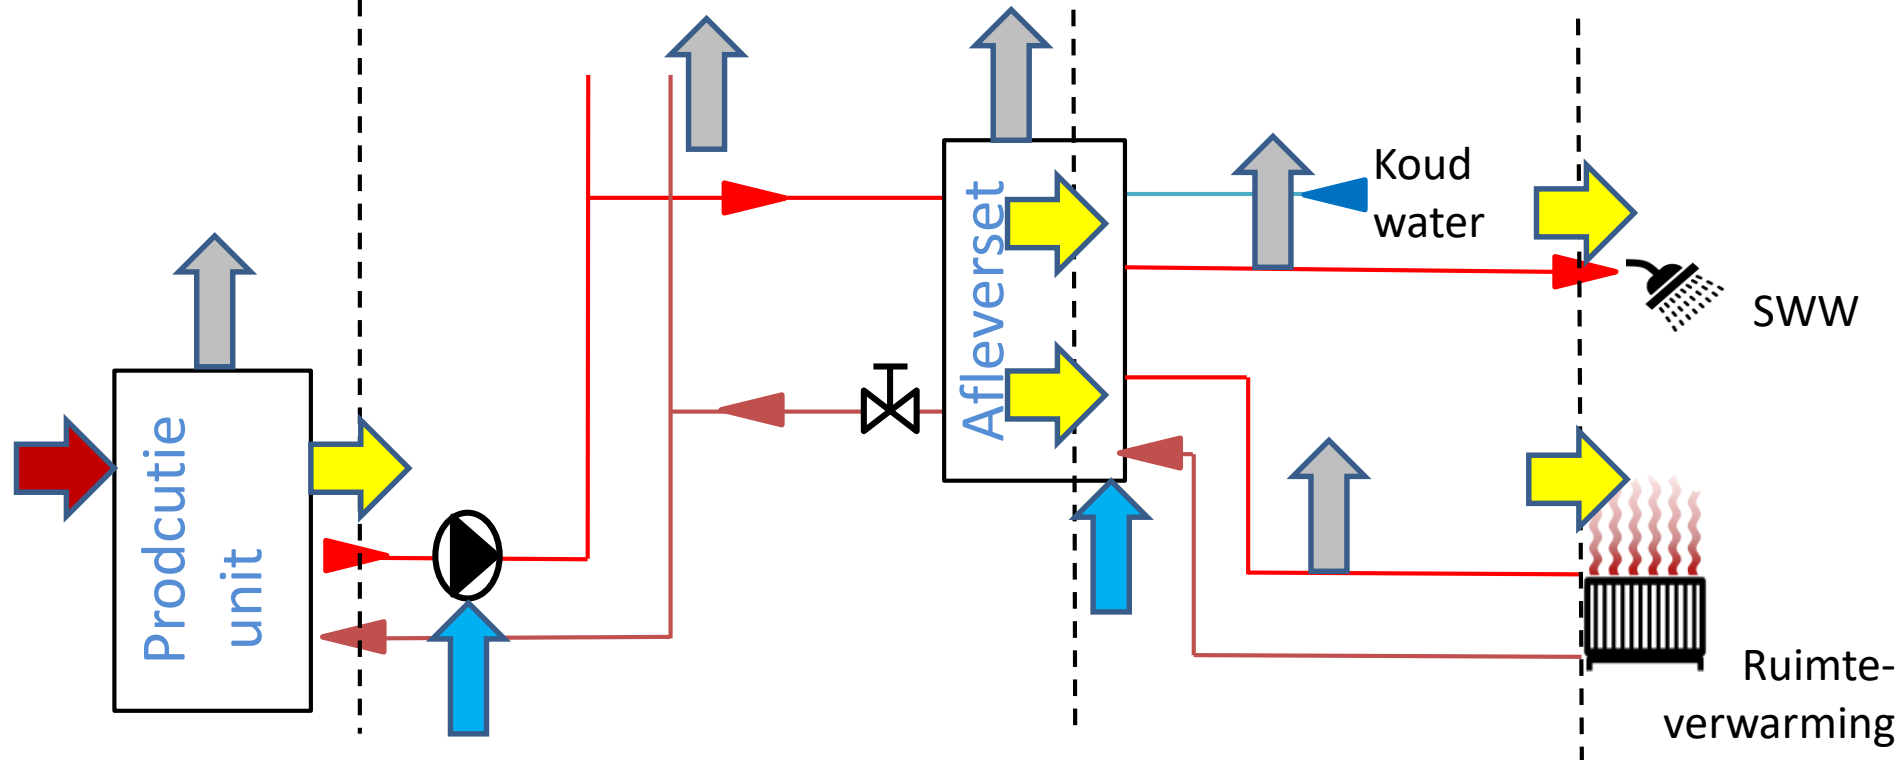 Prodcutie
unit
Afleverset
Koud
water
SWW
Ruimte-
verwarming